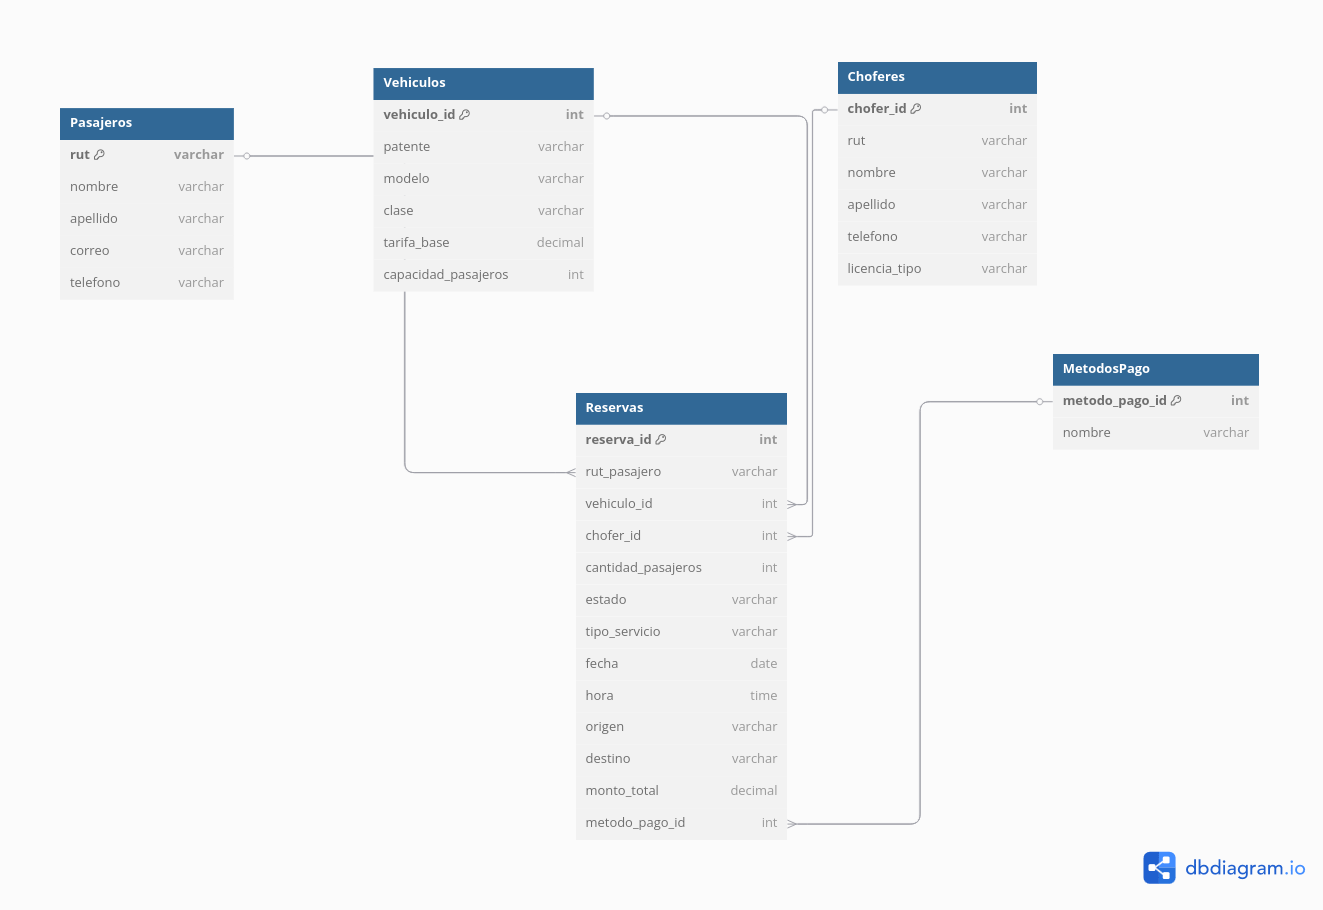 Pasajeros
rut varchar
nombre varchar
apellido varchar
correo varchar
telefono varchar
Vehiculos
vehiculo_id int
patente varchar
modelo varchar
clase varchar
tarifa_base decimal
capacidad_pasajeros int
Choferes
chofer_id int
rut varchar
nombre varchar
apellido varchar
telefono varchar
licencia_tipo varchar
MetodosPago
metodo_pago_id int
nombre varchar
Reservas
reserva_id int
rut_pasajero varchar
vehiculo_id int
chofer_id int
cantidad_pasajeros int
estado varchar
tipo_servicio varchar
fecha date
hora time
origen varchar
destino varchar
monto_total decimal
metodo_pago_id int
dbdiagram.io